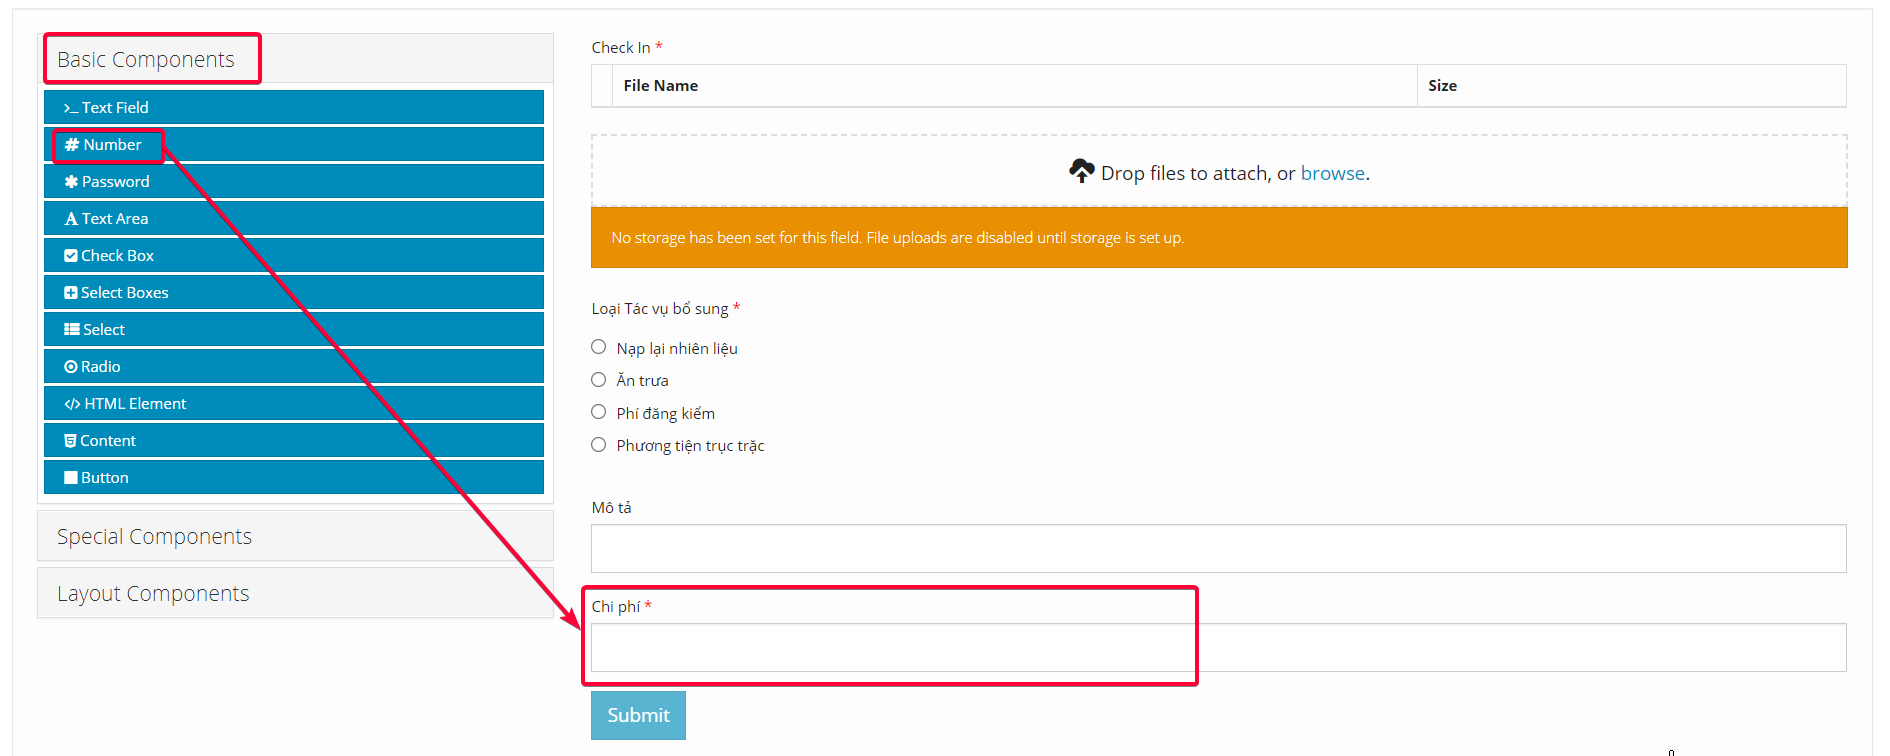 Basic Components
Text Field
Number
Password
Text Area
Check Box
Select Boxes
Select
Radio
HTML Element
Content
Button
Special Components
Layout Components
Check In *
File Name Size
Drop files to attach, or browse.
No storage has been set for this field. File uploads are disabled until storage is set up.
Loại Tác vụ bổ sung *
Nạp lại nhiên liệu
Ăn trưa
Phí đăng kiểm
Phương tiện trục trặc
Mô tả
Chi phí *
Submit